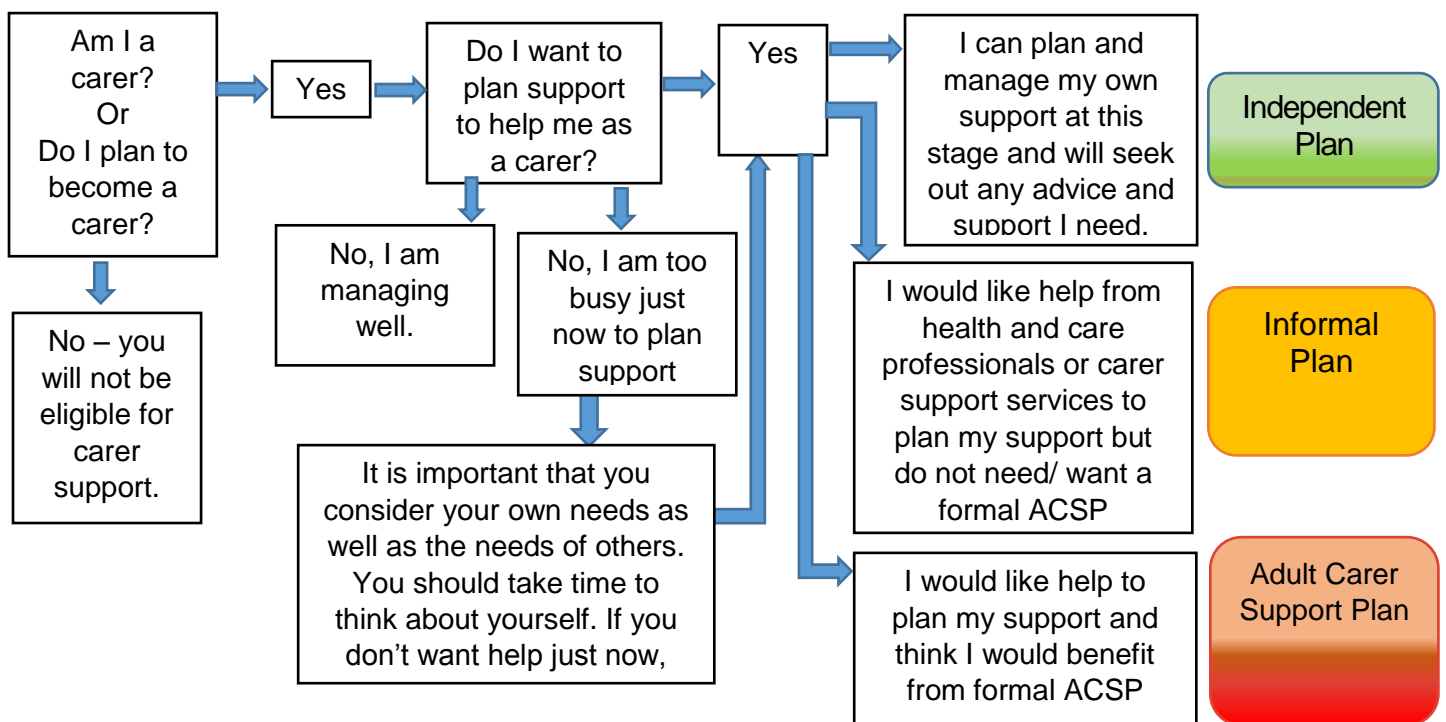 Am I a
carer?
Or
Do I plan to
become a
carer?
Yes
Do I want to
plan support
to help me as
a carer?
Yes
I can plan and
manage my own
support at this
stage and will seek
out any advice and
support I need.
Independent
Plan
No, I am
managing
well.
No, I am too
busy just
now to plan
support
I would like help from
health and care
professionals or carer
support services to
plan my support but
do not need/ want a
formal ACSP
Informal
Plan
No – you
will not be
eligible for
carer
support.
It is important that you
consider your own needs as
well as the needs of others.
You should take time to
think about yourself. If you
don’t want help just now,
I would like help to
plan my support and
think I would benefit
from formal ACSP
Adult Carer
Support Plan